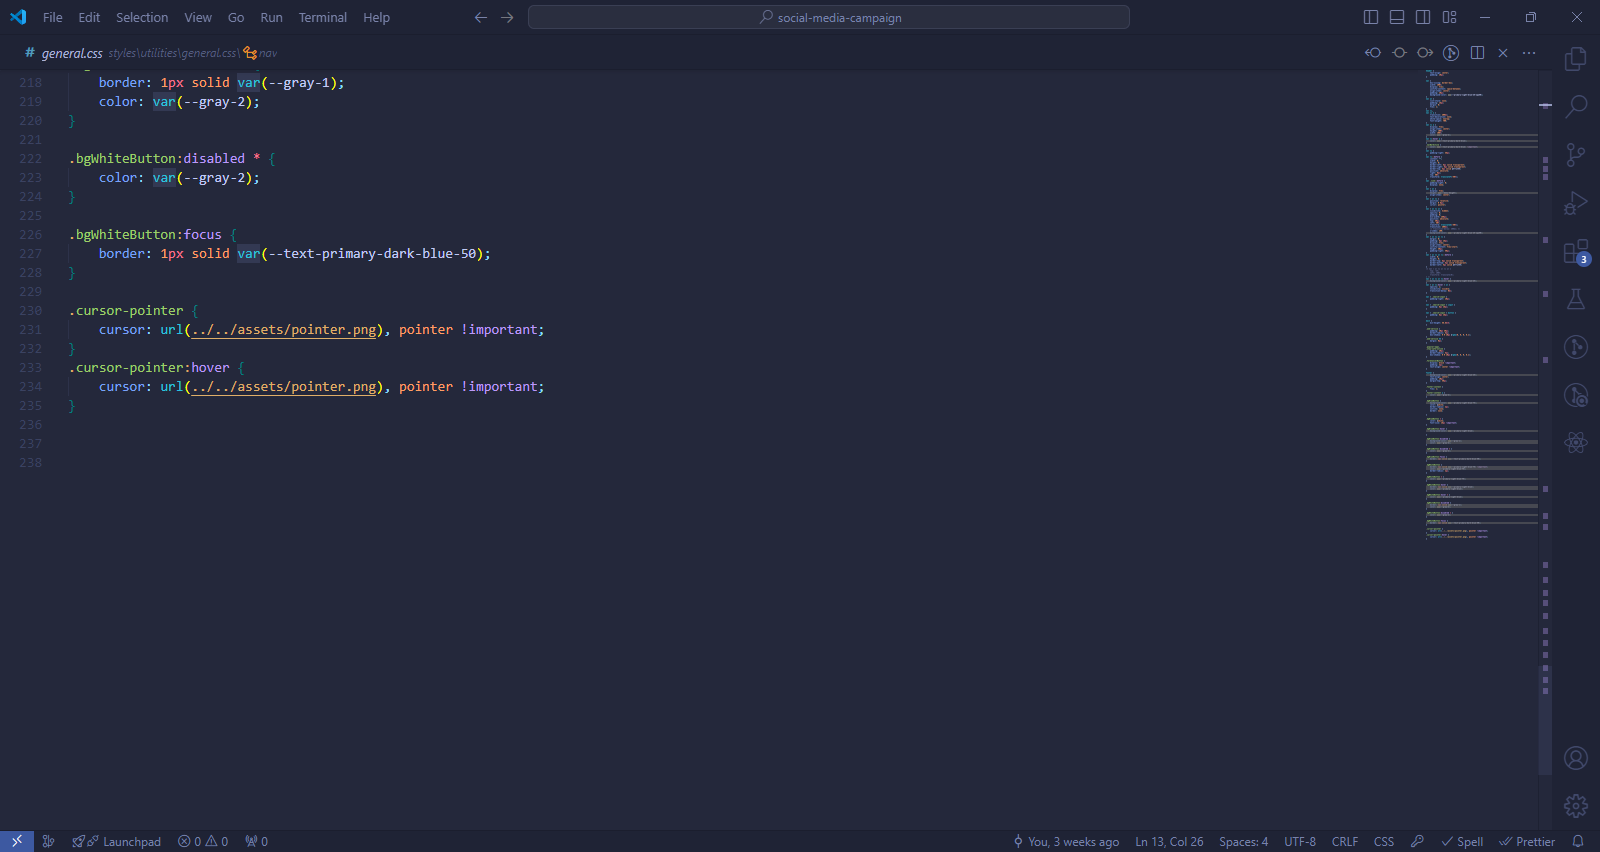 File Edit Selection View Go Run Terminal Help
social-media-campaign
# general.css styles\utilities\general.css\ nav
218 border: 1px solid var(--gray-1);
219 color: var(--gray-2);
220 }
221
222 .bgWhiteButton:disabled * {
223 color: var(--gray-2);
224 }
225
226 .bgWhiteButton:focus {
227 border: 1px solid var(--text-primary-dark-blue-50);
228 }
229
230 .cursor-pointer {
231 cursor: url(../../assets/pointer.png), pointer !important;
232 }
233 .cursor-pointer:hover {
234 cursor: url(../../assets/pointer.png), pointer !important;
235 }
236
237
238
3
Launchpad 0 0 0 You, 3 weeks ago Ln 13, Col 26 Spaces: 4 UTF-8 CRLF CSS Spell Prettier